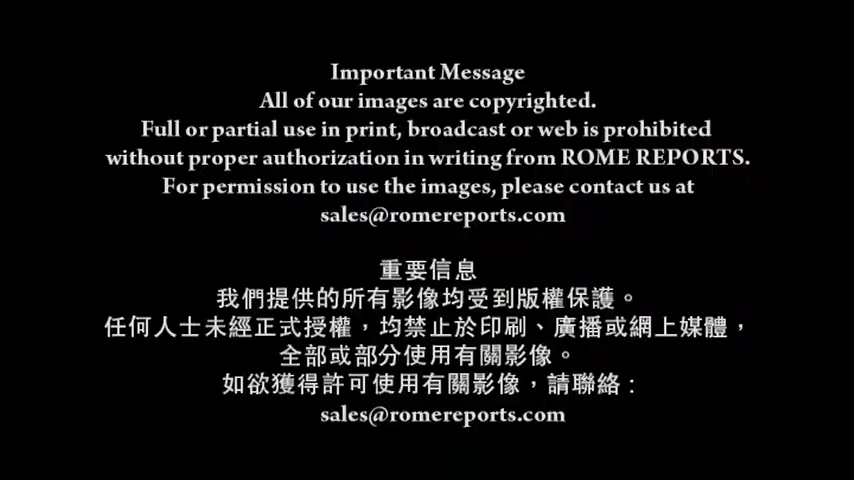 Important Message
All of our images are copyrighted.
Full or partial use in print, broadcast or web is prohibited
without proper authorization in writing from ROME REPORTS.
For permission to use the images, please contact us at
sales@romereports.com
重要信息
我們提供的所有影像均受到版權保護。
任何人士未經正式授權，均禁止於印刷、廣播或網上媒體，
全部或部分使用有關影像。
如欲獲得許可使用有關影像，請聯絡：
sales@romereports.com